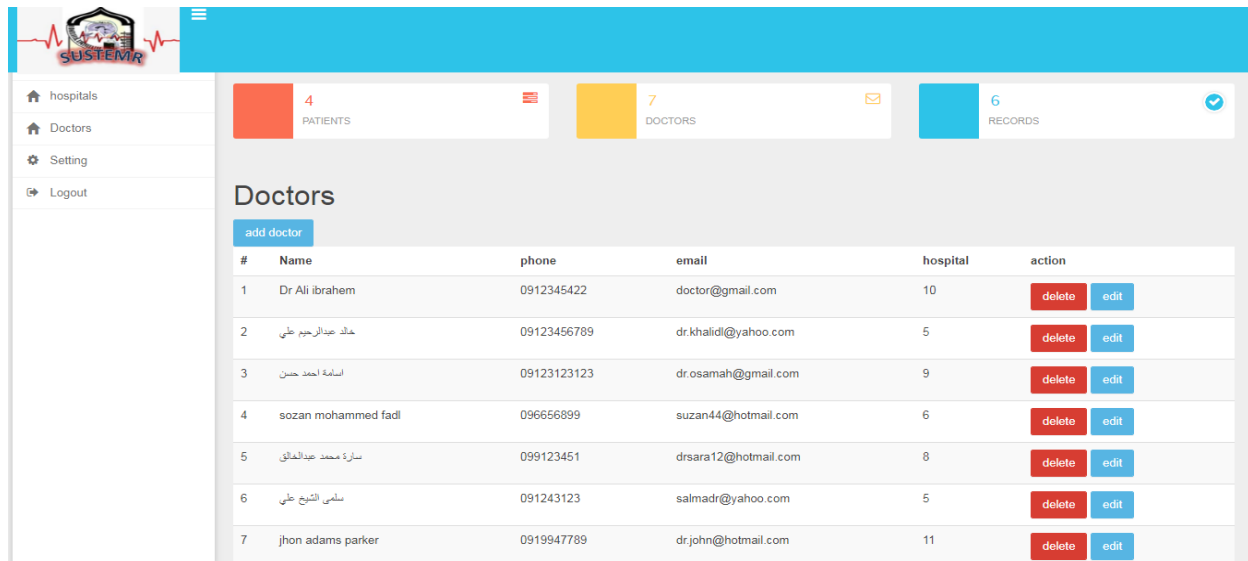 SUSTEMR
hospitals
Doctors
Setting
Logout
4
PATIENTS
7
DOCTORS
6
RECORDS
Doctors
add doctor
# Name phone email hospital action
1 Dr Ali ibrahem 0912345422 doctor@gmail.com 10 delete edit
2 خالد عبدالرحيم علي 09123456789 dr.khalidl@yahoo.com 5 delete edit
3 اسامة احمد حسن 09123123123 dr.osamah@gmail.com 9 delete edit
4 sozan mohammed fadl 096656899 suzan44@hotmail.com 6 delete edit
5 سارة محمد عبدالخالق 099123451 drsara12@hotmail.com 8 delete edit
6 سلمى الشيخ علي 091243123 salmadr@yahoo.com 5 delete edit
7 jhon adams parker 0919947789 dr.john@hotmail.com 11 delete edit